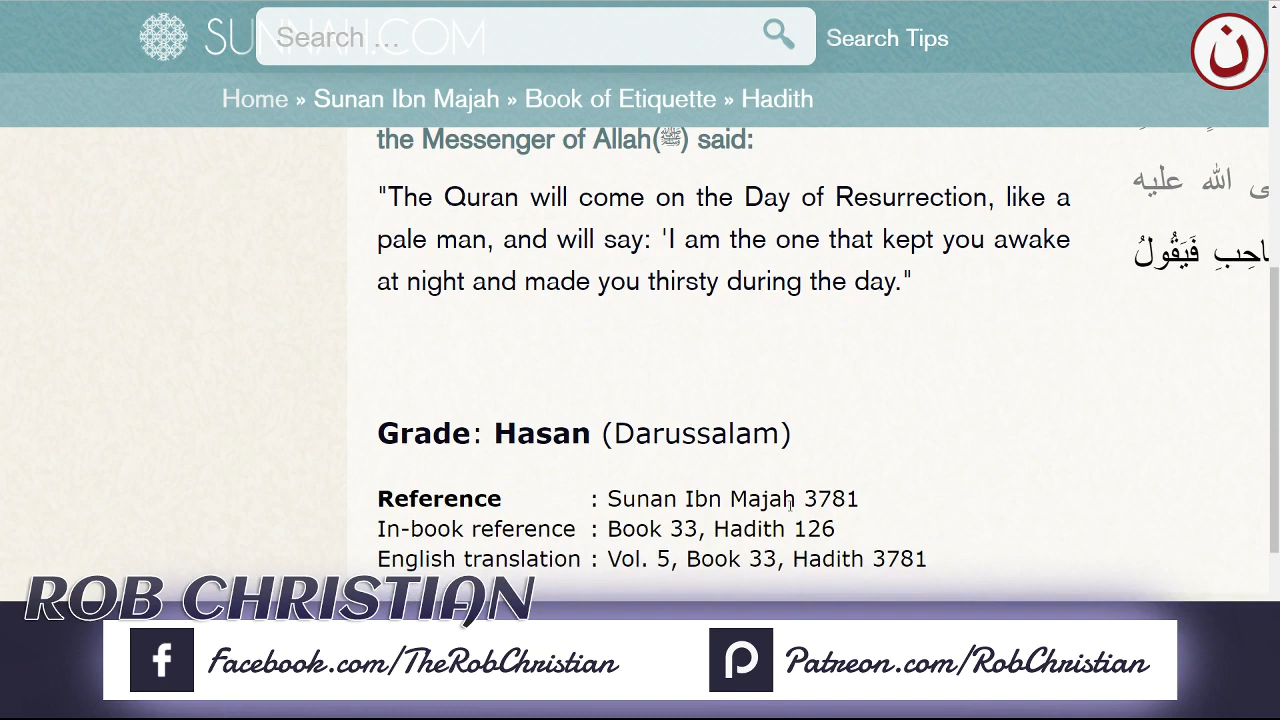 SUNNAH.COM
Search ...
Search Tips
ن
Home » Sunan Ibn Majah » Book of Etiquette » Hadith
the Messenger of Allah(ﷺ) said:
"The Quran will come on the Day of Resurrection, like a
pale man, and will say: 'I am the one that kept you awake
at night and made you thirsty during the day."
الله عليه
فَيَقُولُ
Grade: Hasan (Darussalam)
Reference : Sunan Ibn Majah 3781
In-book reference : Book 33, Hadith 126
English translation : Vol. 5, Book 33, Hadith 3781
ROB CHRISTIAN
Facebook.com/TheRobChristian
Patreon.com/RobChristian